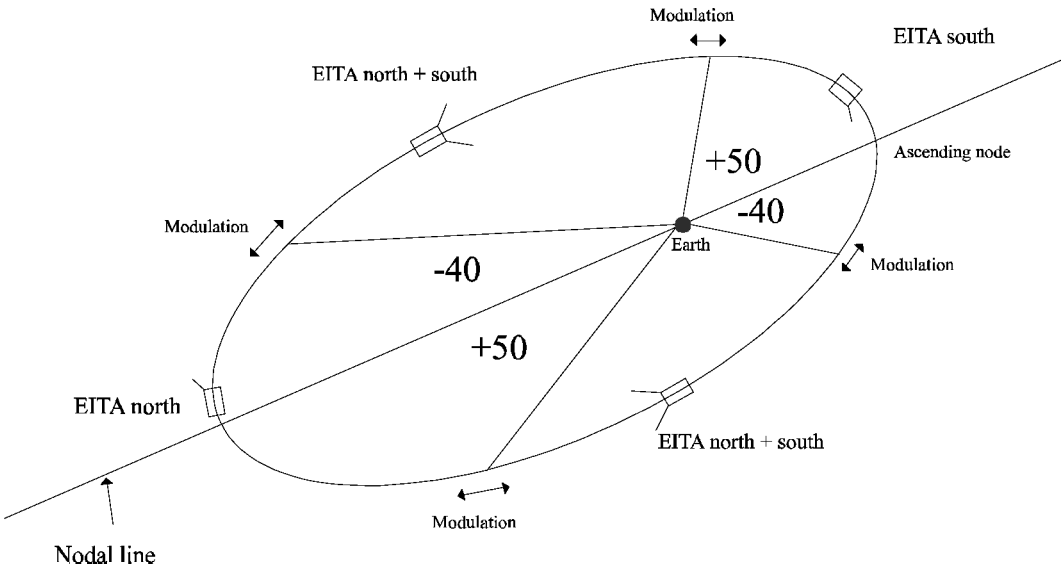 Modulation
EITA south
EITA north + south
Ascending node
+50
-40
Modulation
Earth
Modulation
-40
+50
EITA north
EITA north + south
Modulation
Nodal line